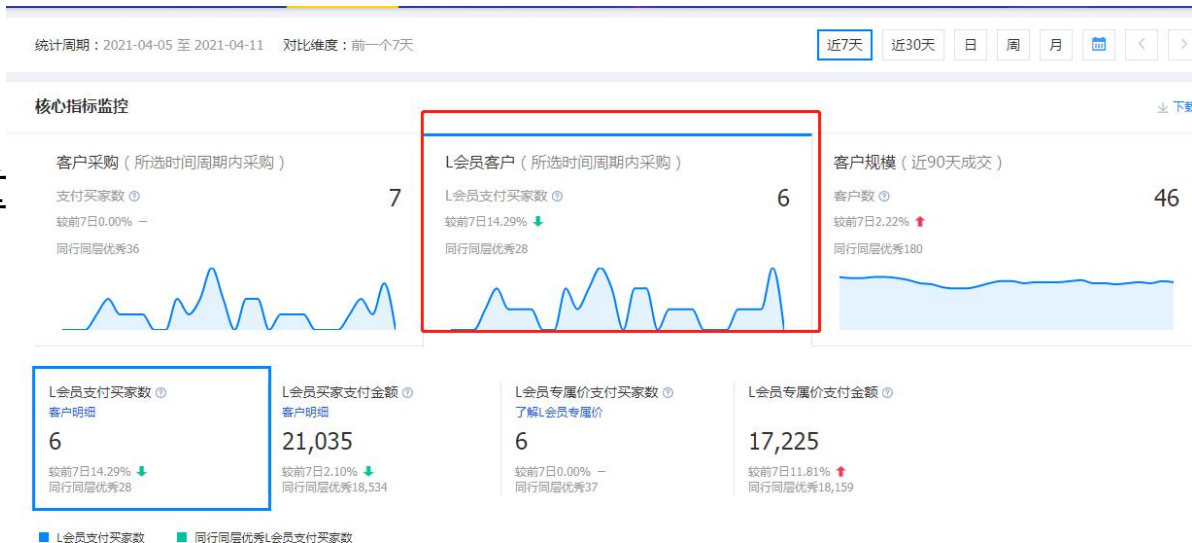 统计周期：2021-04-05 至 2021-04-11 对比维度：前一个7天 近7天 近30天 日 周 月
核心指标监控 下载
客户采购（所选时间周期内采购）
支付买家数 7
较前7日0.00% －
同行同层优秀36
L会员客户（所选时间周期内采购）
L会员支付买家数 6
较前7日14.29%
同行同层优秀28
客户规模（近90天成交）
客户数 46
较前7日2.22%
同行同层优秀180
L会员支付买家数
客户明细
6
较前7日14.29%
同行同层优秀28
L会员买家支付金额
客户明细
21,035
较前7日2.10%
同行同层优秀18,534
L会员专属价支付买家数
了解L会员专属价
6
较前7日0.00% －
同行同层优秀37
L会员专属价支付金额
17,225
较前7日11.81%
同行同层优秀18,159
L会员支付买家数 同行同层优秀L会员支付买家数